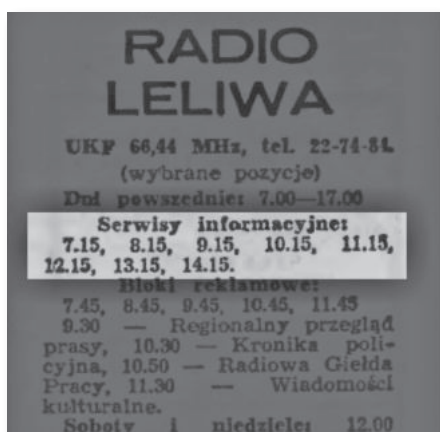 RADIO
LELIWA
UKF 66,44 MHz, tel. 22-74-84.
(wybrane pozycje)
Dni powszednie: 7.00—17.00
Serwisy informacyjne:
7.15, 8.15, 9.15, 10.15, 11.15,
12.15, 13.15, 14.15.
Bloki reklamowe:
7.45, 8.45, 9.45, 10.45, 11.45
9.30 — Regionalny przegląd
prasy, 10.30 — Kronika poli-
cyjna, 10.50 — Radiowa Giełda
Pracy, 11.30 — Wiadomości
kulturalne.
Soboty i niedziele: 12.00